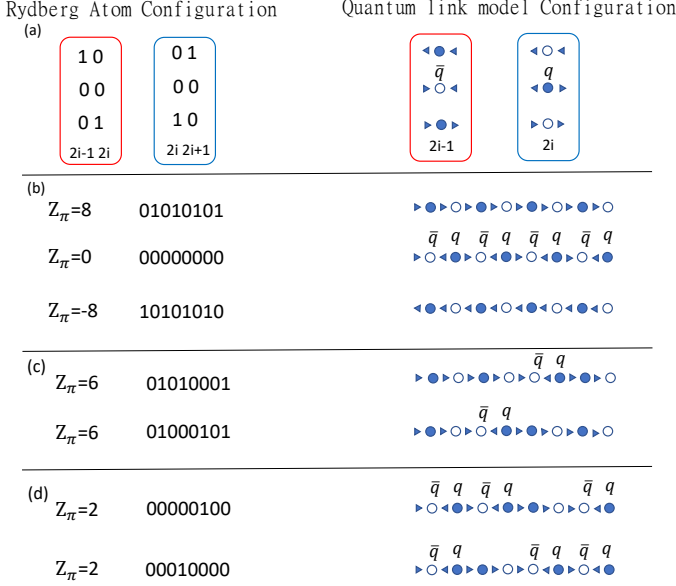 Rydberg Atom Configuration Quantum link model Configuration
(a)
1 0 0 1
q̄ q
0 0 0 0
0 1 1 0
2i-1 2i 2i 2i+1 2i-1 2i
(b)
Zπ=8 01010101
q̄ q q̄ q q̄ q q̄ q
Zπ=0 00000000
Zπ=-8 10101010
(c)
q̄ q
Zπ=6 01010001
q̄ q
Zπ=6 01000101
(d)
q̄ q q̄ q q̄ q
Zπ=2 00000100
q̄ q q̄ q q̄ q
Zπ=2 00010000